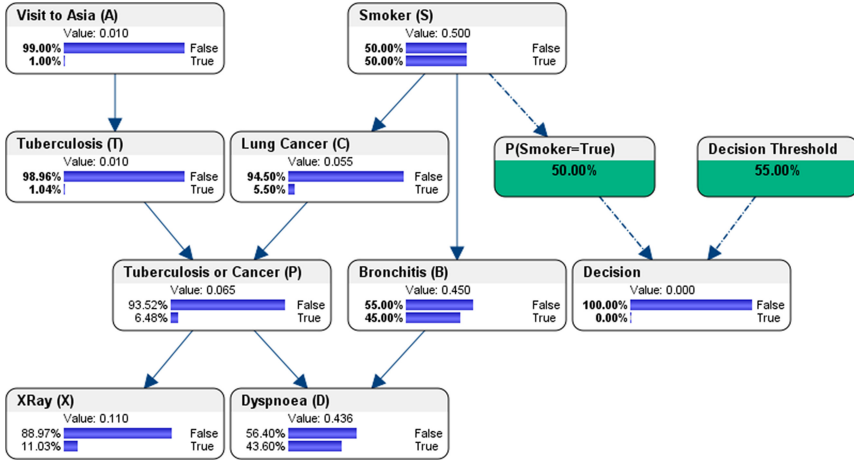 Visit to Asia (A)
Value: 0.010
99.00% False
1.00% True
Smoker (S)
Value: 0.500
50.00% False
50.00% True
Tuberculosis (T)
Value: 0.010
98.96% False
1.04% True
Lung Cancer (C)
Value: 0.055
94.50% False
5.50% True
P(Smoker=True)
50.00%
Decision Threshold
55.00%
Tuberculosis or Cancer (P)
Value: 0.065
93.52% False
6.48% True
Bronchitis (B)
Value: 0.450
55.00% False
45.00% True
Decision
Value: 0.000
100.00% False
0.00% True
XRay (X)
Value: 0.110
88.97% False
11.03% True
Dyspnoea (D)
Value: 0.436
56.40% False
43.60% True